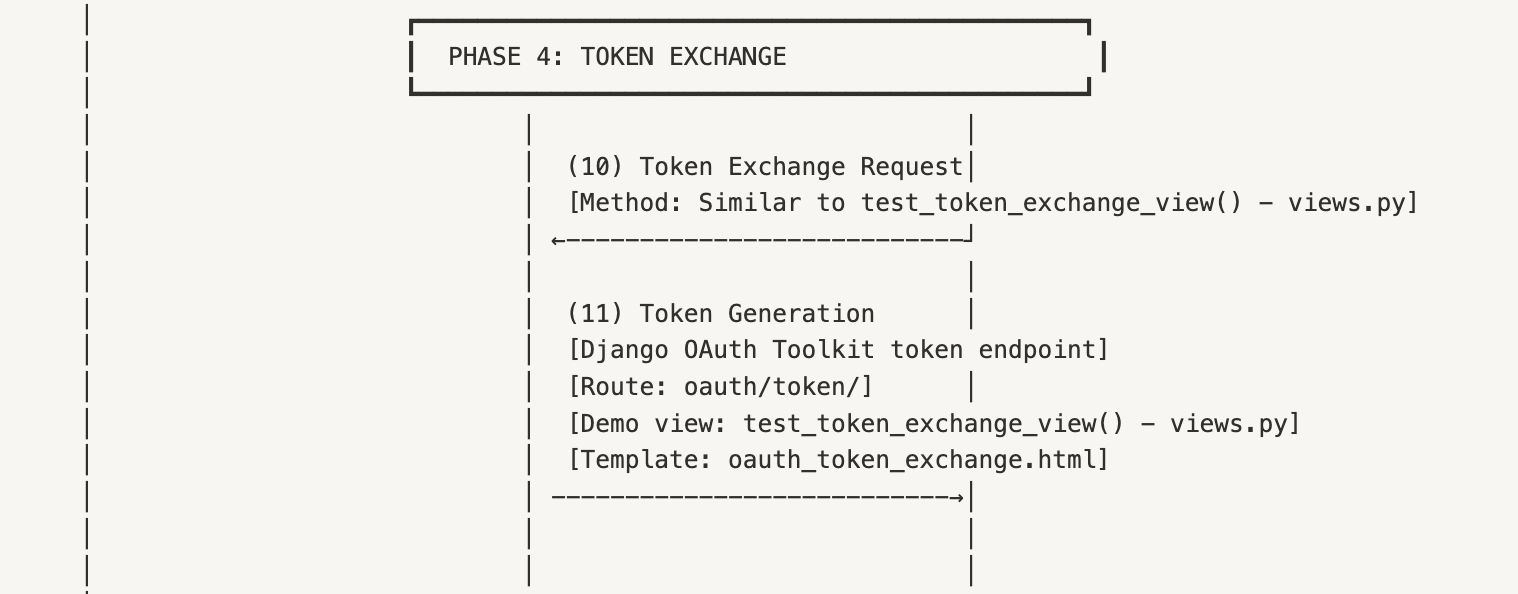 PHASE 4: TOKEN EXCHANGE
(10) Token Exchange Request
[Method: Similar to test_token_exchange_view() - views.py]
(11) Token Generation
[Django OAuth Toolkit token endpoint]
[Route: oauth/token/]
[Demo view: test_token_exchange_view() - views.py]
[Template: oauth_token_exchange.html]